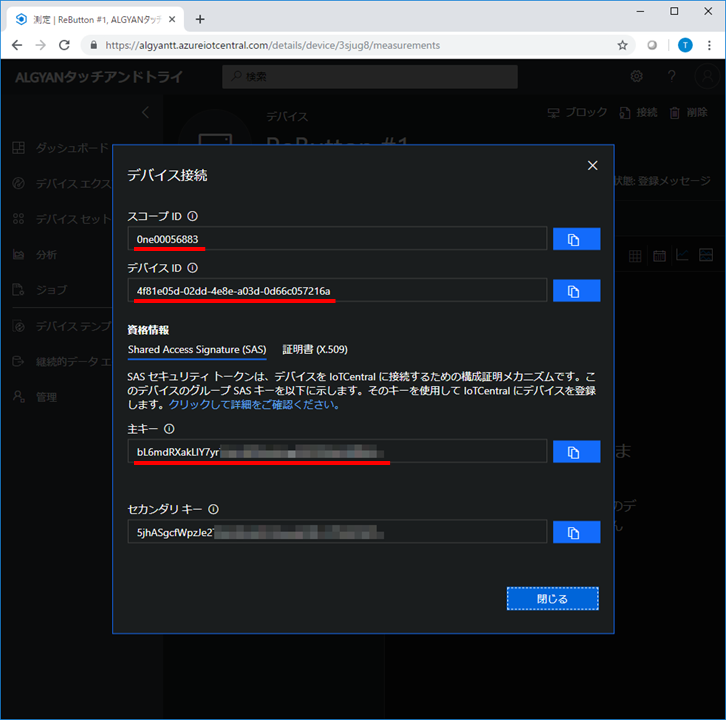 測定 | ReButton #1, ALGYANタッチ
https://algyantt.azureiotcentral.com/details/device/3sjug8/measurements
ALGYANタッチアンドトライ
検索
デバイス
ブロック
接続
削除
ReButton #1
ダッシュボード
デバイス エクス
状態: 登録メッセージ
デバイス セット
分析
ジョブ
デバイス テンプ
継続的データ エ
管理
デバイス接続
スコープ ID
0ne00056883
デバイス ID
4f81e05d-02dd-4e8e-a03d-0d66c057216a
資格情報
Shared Access Signature (SAS) 証明書 (X.509)
SAS セキュリティ トークンは、デバイスを IoTCentral に接続するための構成証明メカニズムです。こ
のデバイスのグループ SAS キーを以下に示します。そのキーを使用して IoTCentral にデバイスを登録
します。クリックして詳細をご確認ください。
主キー
bL6mdRXakLlY7yr
セカンダリ キー
5jhASgcfWpzJe2
閉じる